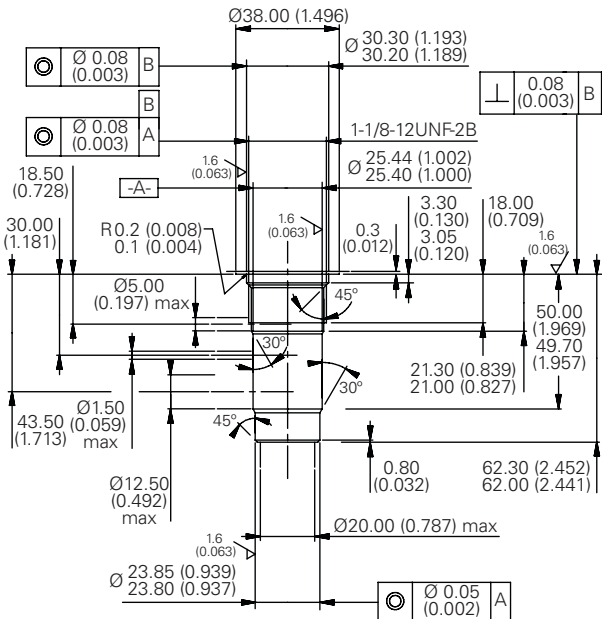 Ø38.00 (1.496)
Ø 30.30 (1.193)
30.20 (1.189)
Ø 0.08
(0.003)
B
0.08
(0.003)
B
B
Ø 0.08
(0.003)
A
1-1/8-12UNF-2B
1.6
(0.063)
Ø 25.44 (1.002)
25.40 (1.000)
18.50
(0.728)
-A-
30.00
(1.181)
R0.2 (0.008)
0.1 (0.004)
1.6
(0.063)
0.3
(0.012)
3.30
(0.130)
3.05
(0.120)
18.00
(0.709)
1.6
(0.063)
Ø5.00
(0.197) max
45°
50.00
(1.969)
49.70
(1.957)
30°
30°
21.30 (0.839)
21.00 (0.827)
43.50
(1.713)
Ø1.50
(0.059)
max
45°
Ø12.50
(0.492)
max
0.80
(0.032)
62.30 (2.452)
62.00 (2.441)
Ø20.00 (0.787) max
1.6
(0.063)
Ø 23.85 (0.939)
23.80 (0.937)
Ø 0.05
(0.002)
A